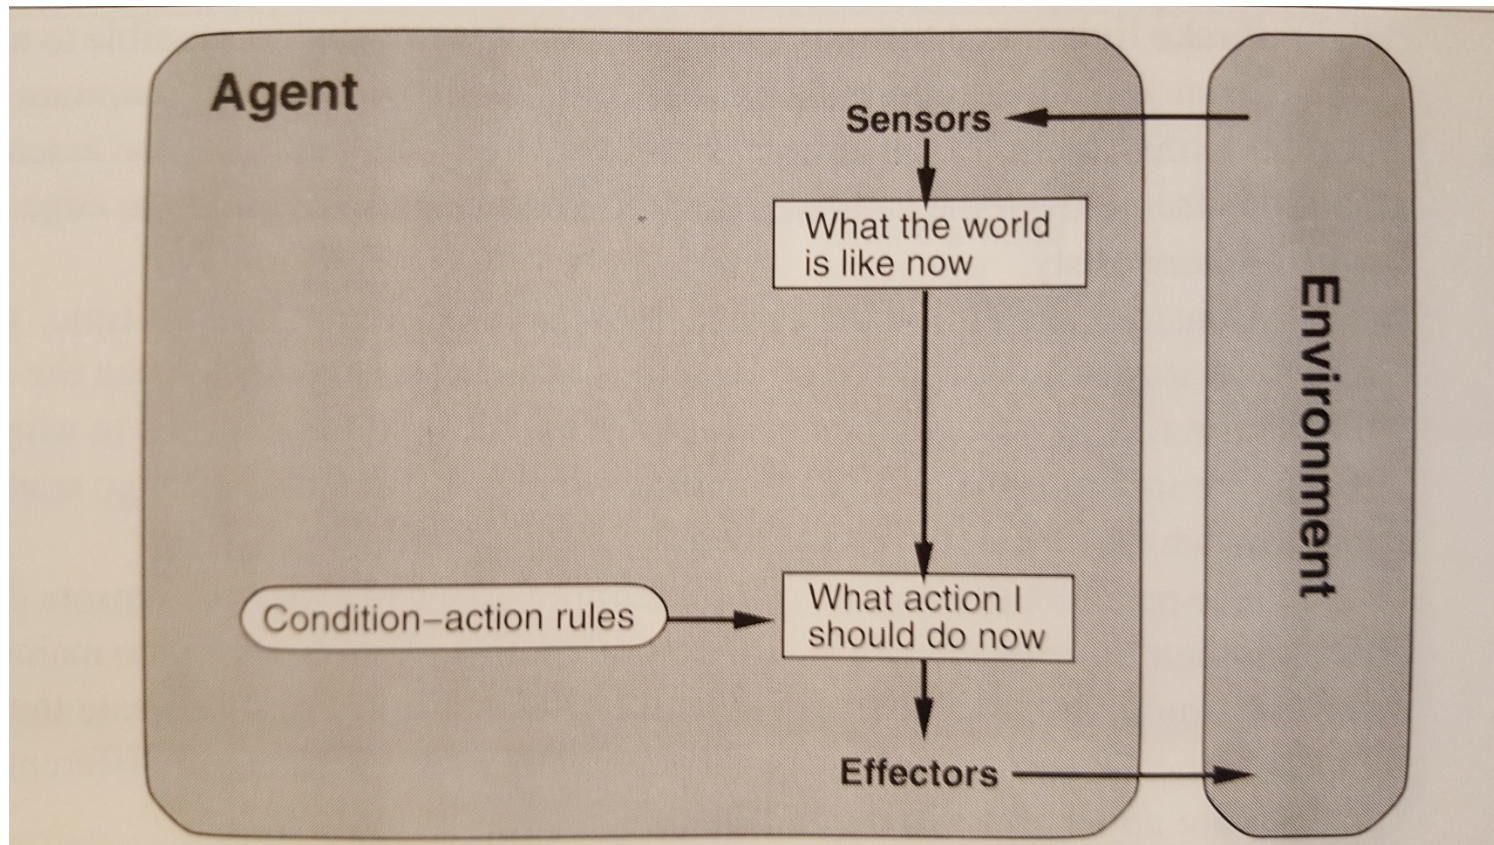 Agent
Sensors
What the world
is like now
Environment
Condition–action rules
What action I
should do now
Effectors